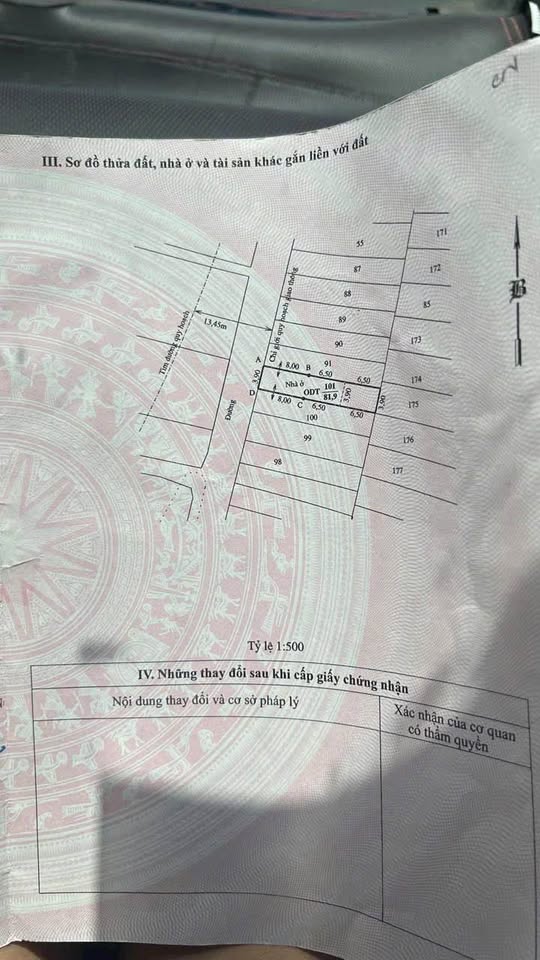 III. Sơ đồ thửa đất, nhà ở và tài sản khác gắn liền với đất
B
171
55
172
87
88
85
89
173
90
Chỉ giới quy hoạch giao thông
Tim đường quy hoạch
13,45m
Đường
91
174
A
8,00
B
6,50
6,50
3,90
Nhà ở
ODT
101
81,9
3,90
3,90
175
D
8,00
C
6,50
6,50
100
99
176
98
177
Tỷ lệ 1:500
IV. Những thay đổi sau khi cấp giấy chứng nhận
Nội dung thay đổi và cơ sở pháp lý
Xác nhận của cơ quan
có thẩm quyền